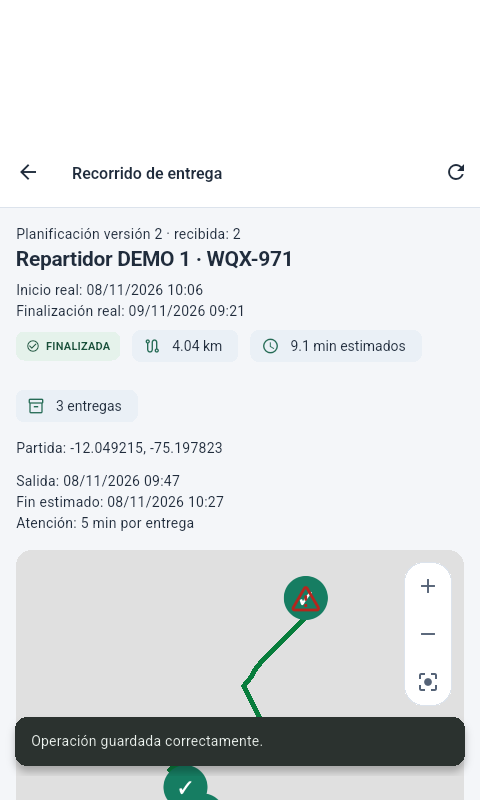 Recorrido de entrega
Planificación versión 2 · recibida: 2
Repartidor DEMO 1 · WQX-971
Inicio real: 08/11/2026 10:06
Finalización real: 09/11/2026 09:21
FINALIZADA
4.04 km
9.1 min estimados
3 entregas
Partida: -12.049215, -75.197823
Salida: 08/11/2026 09:47
Fin estimado: 08/11/2026 10:27
Atención: 5 min por entrega
Operación guardada correctamente.